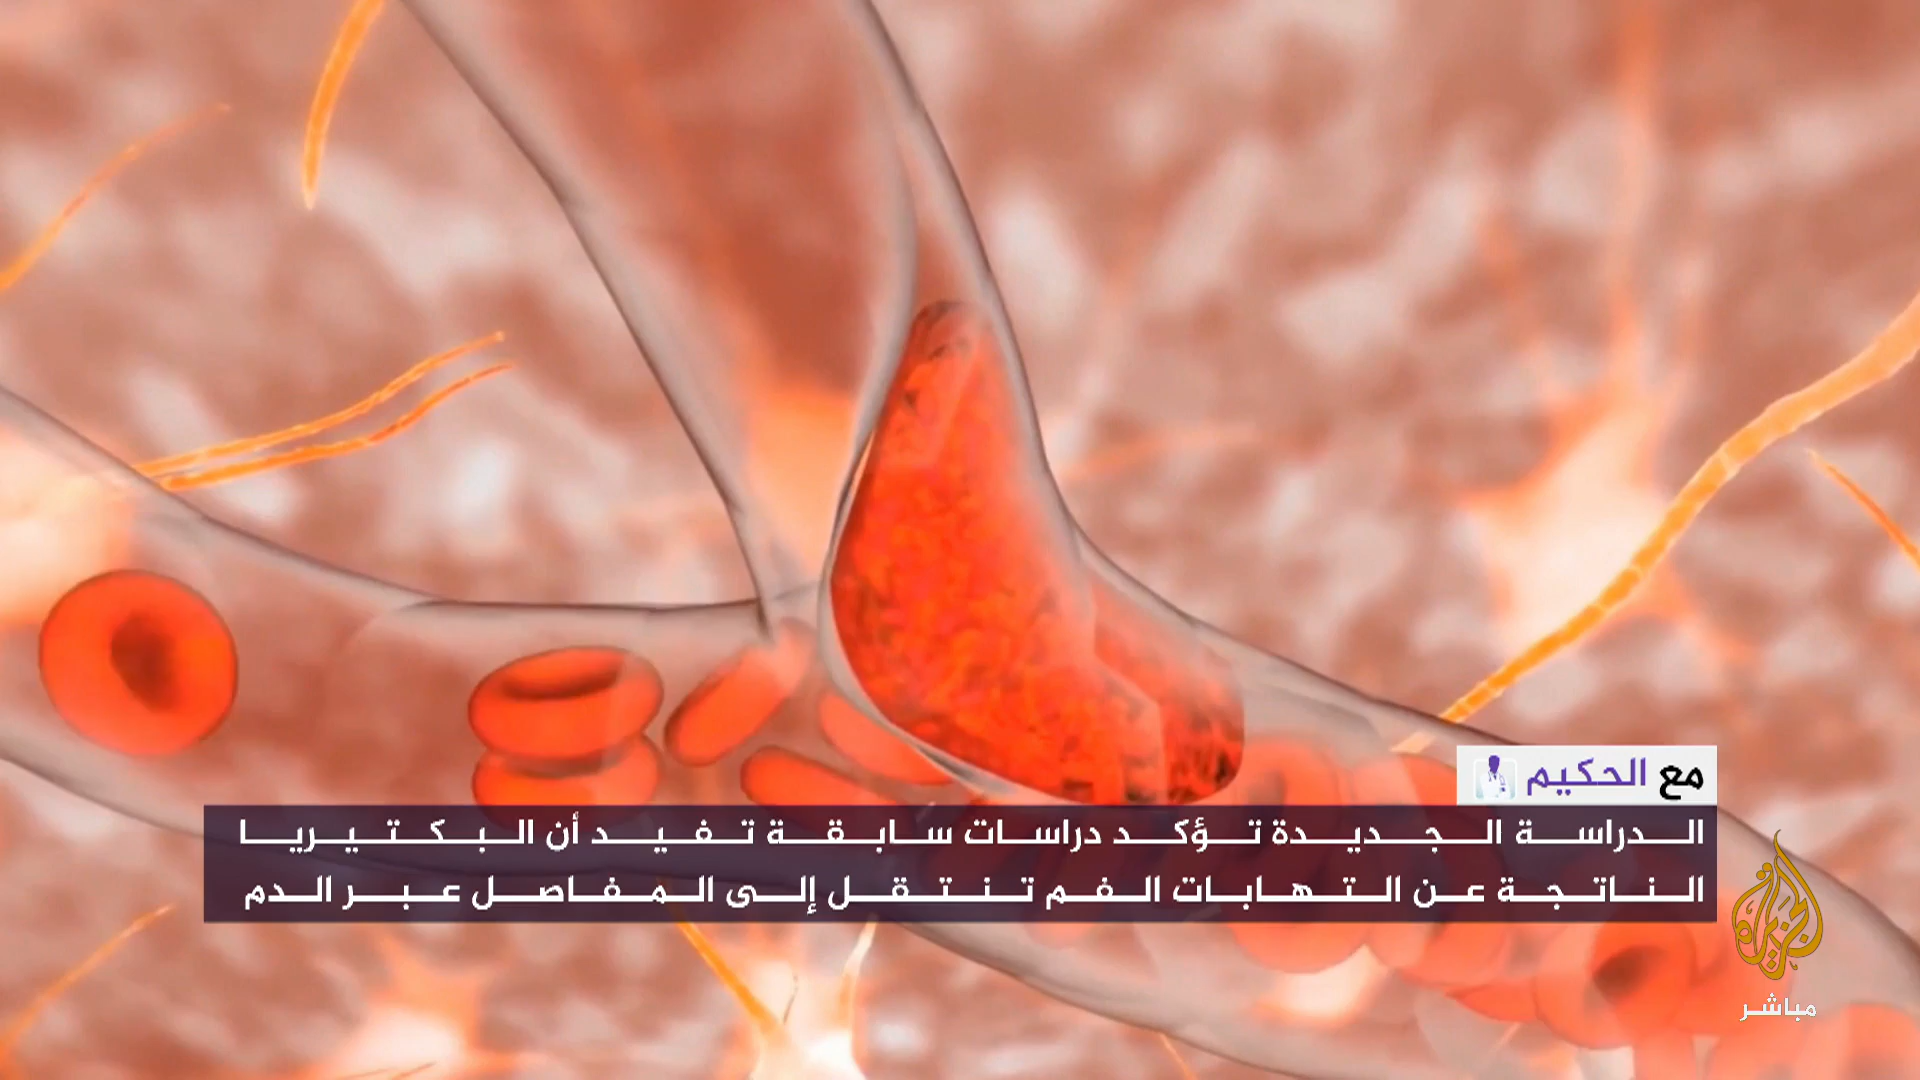 مع الحكيم
الدراسة الجديدة تؤكد دراسات سابقة تفيد أن البكتيريا
الناتجة عن التهابات الفم تنتقل إلى المفاصل عبر الدم
الجزيرة
مباشر